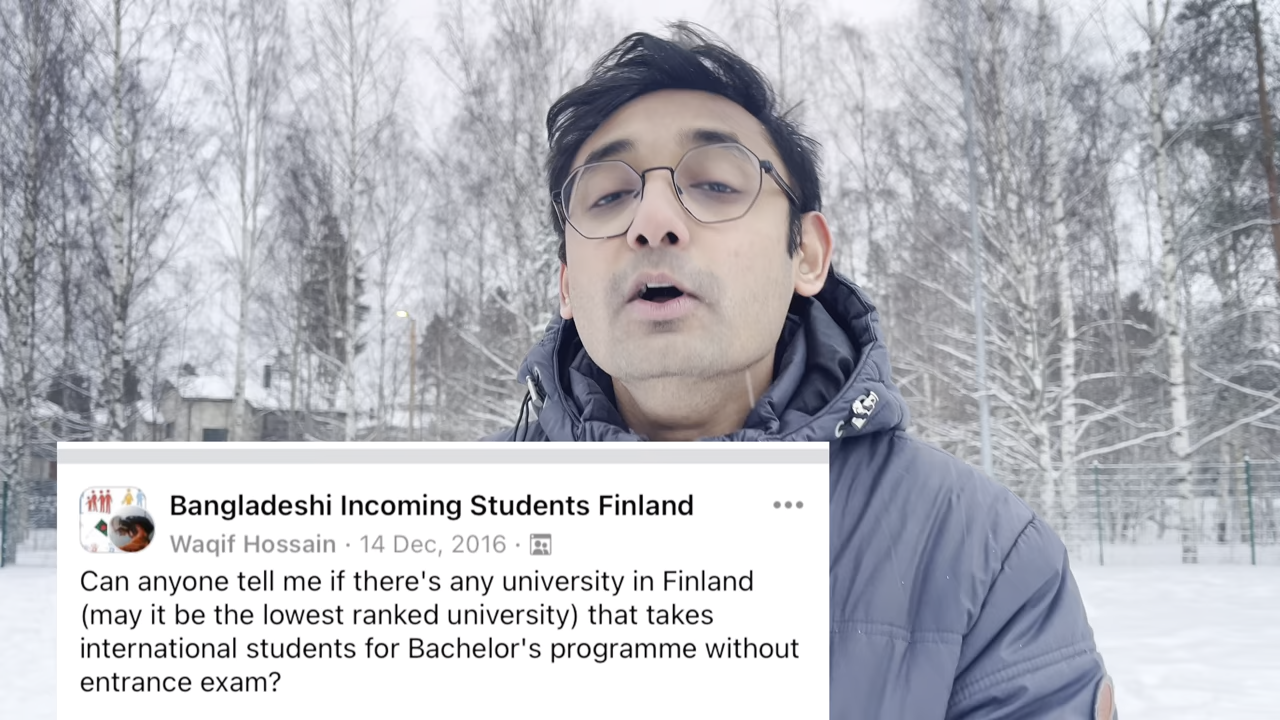 Bangladeshi Incoming Students Finland
Waqif Hossain · 14 Dec, 2016 ·
Can anyone tell me if there's any university in Finland
(may it be the lowest ranked university) that takes
international students for Bachelor's programme without
entrance exam?